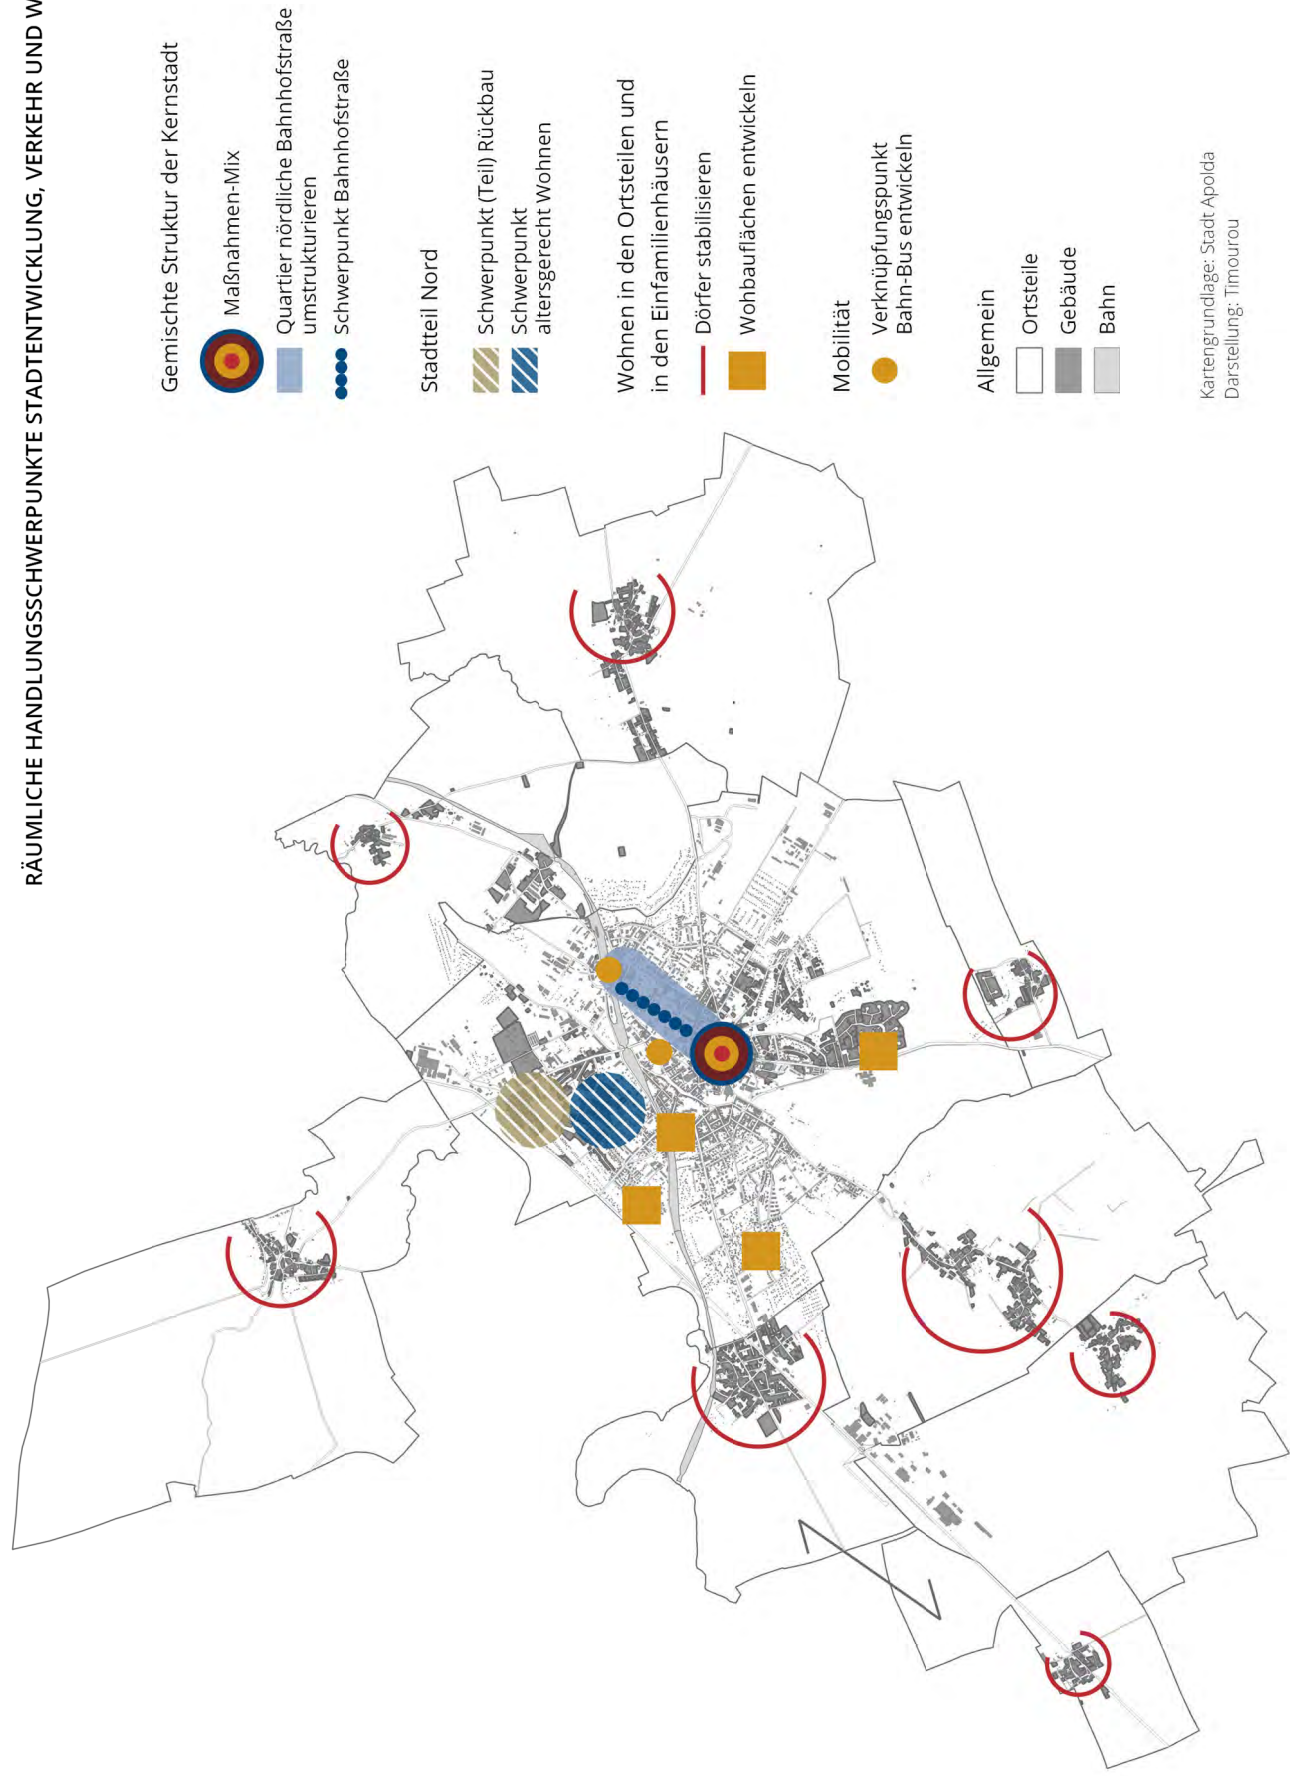 RÄUMLICHE HANDLUNGSSCHWERPUNKTE STADTENTWICKLUNG, VERKEHR UND W
Gemischte Struktur der Kernstadt
Maßnahmen-Mix
Quartier nördliche Bahnhofstraße
umstrukturieren
Schwerpunkt Bahnhofstraße
Stadtteil Nord
Schwerpunkt (Teil) Rückbau
Schwerpunkt
altersgerecht Wohnen
Wohnen in den Ortsteilen und
in den Einfamilienhäusern
Dörfer stabilisieren
Wohbauflächen entwickeln
Mobilität
Verknüpfungspunkt
Bahn-Bus entwickeln
Allgemein
Ortsteile
Gebäude
Bahn
Kartengrundlage: Stadt Apolda
Darstellung: Timourou